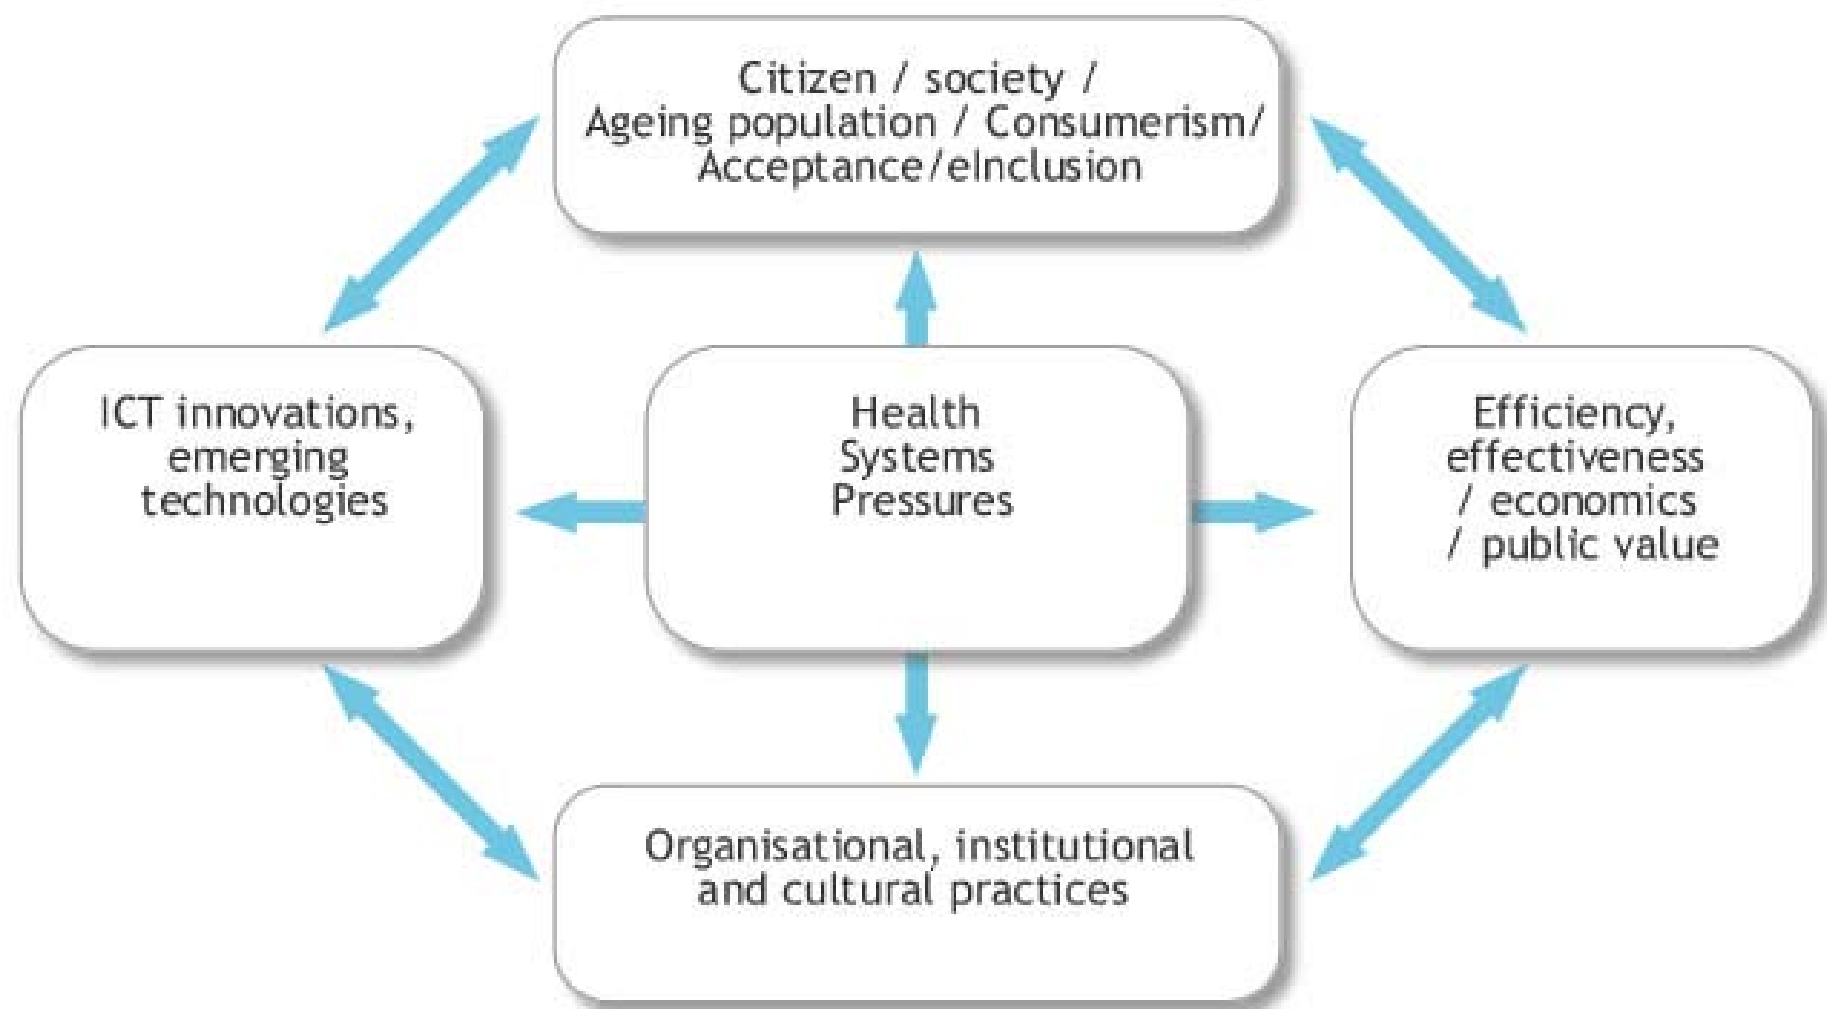 Citizen / society /
Ageing population / Consumerism/
Acceptance/eInclusion
ICT innovations,
emerging
technologies
Health
Systems
Pressures
Efficiency,
effectiveness
/ economics
/ public value
Organisational, institutional
and cultural practices